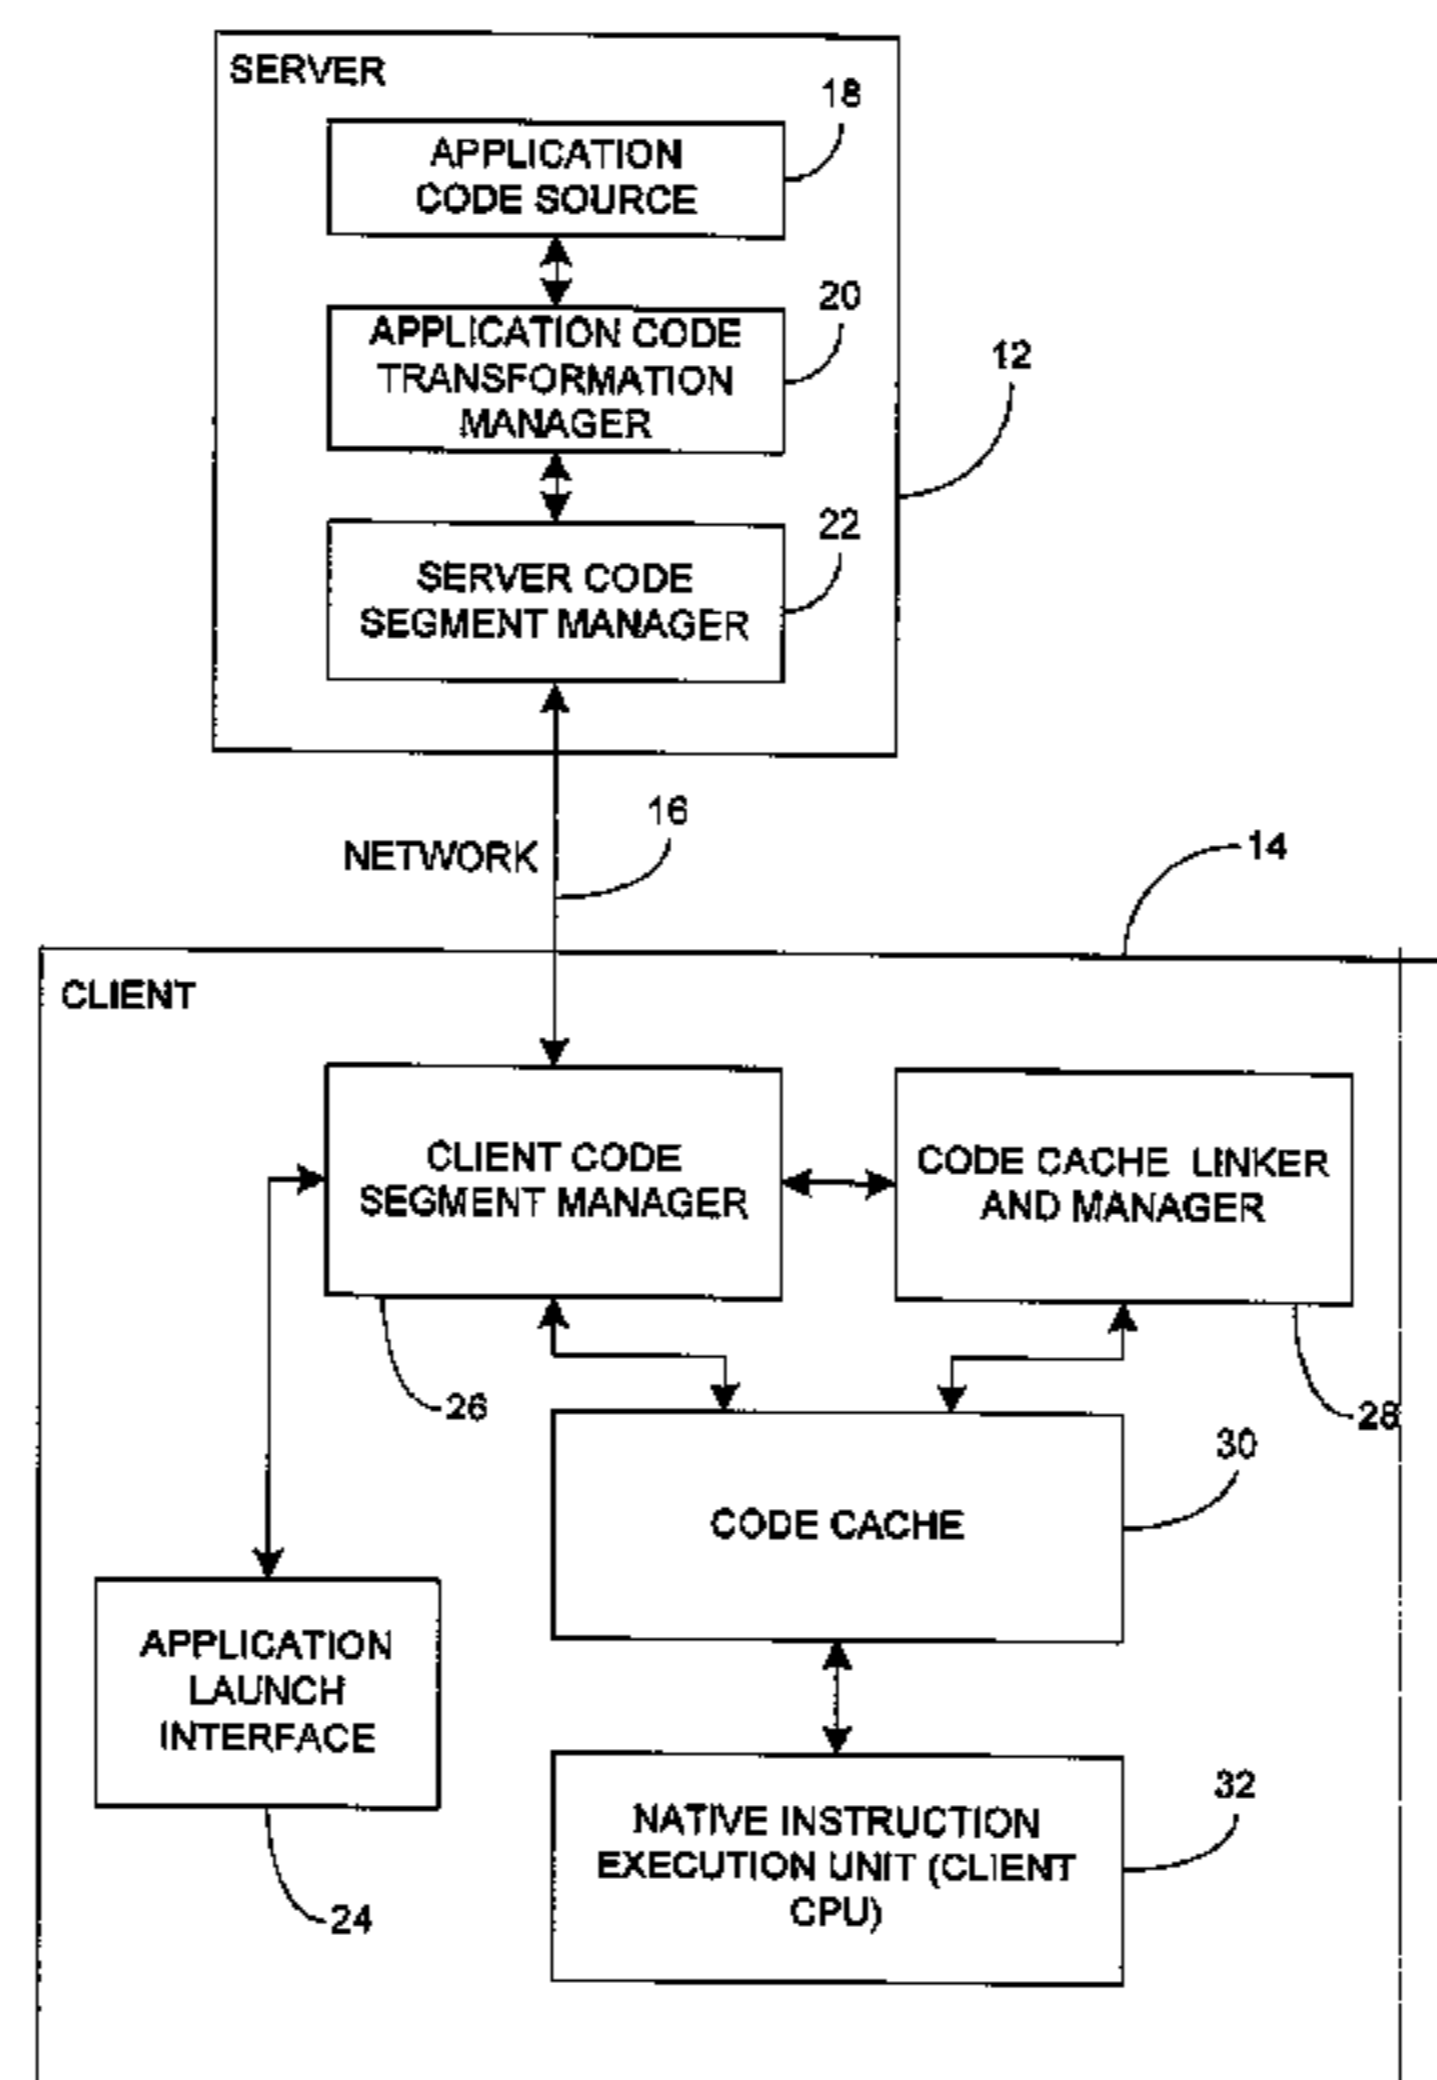 SERVER
18
APPLICATION
CODE SOURCE
20
APPLICATION CODE
TRANSFORMATION
MANAGER
12
22
SERVER CODE
SEGMENT MANAGER
16
NETWORK
14
CLIENT
CLIENT CODE
SEGMENT MANAGER
CODE CACHE LINKER
AND MANAGER
26
28
30
CODE CACHE
APPLICATION
LAUNCH
INTERFACE
32
NATIVE INSTRUCTION
EXECUTION UNIT (CLIENT
CPU)
24